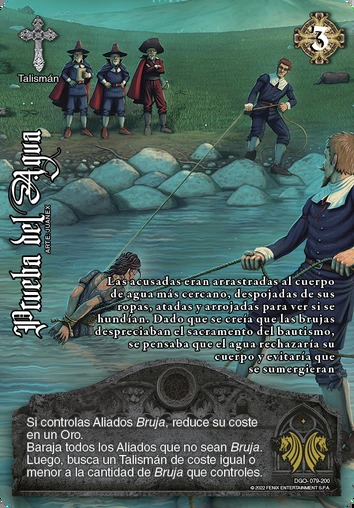 Talismán
3
Prueba del Agua
ARTE: JUANEX
Las acusadas eran arrastradas al cuerpo
de agua más cercano, despojadas de sus
ropas, atadas y arrojadas para ver si se
hundían. Dado que se creía que las brujas
despreciaban el sacramento del bautismo,
se pensaba que el agua rechazaría su
cuerpo y evitaría que
se sumergieran
Si controlas Aliados Bruja, reduce su coste
en un Oro.
Baraja todos los Aliados que no sean Bruja.
Luego, busca un Talismán de coste igual o
menor a la cantidad de Bruja que controles.
DGO- 079-200
© 2022 FENIX ENTERTAINMENT S.P.A.